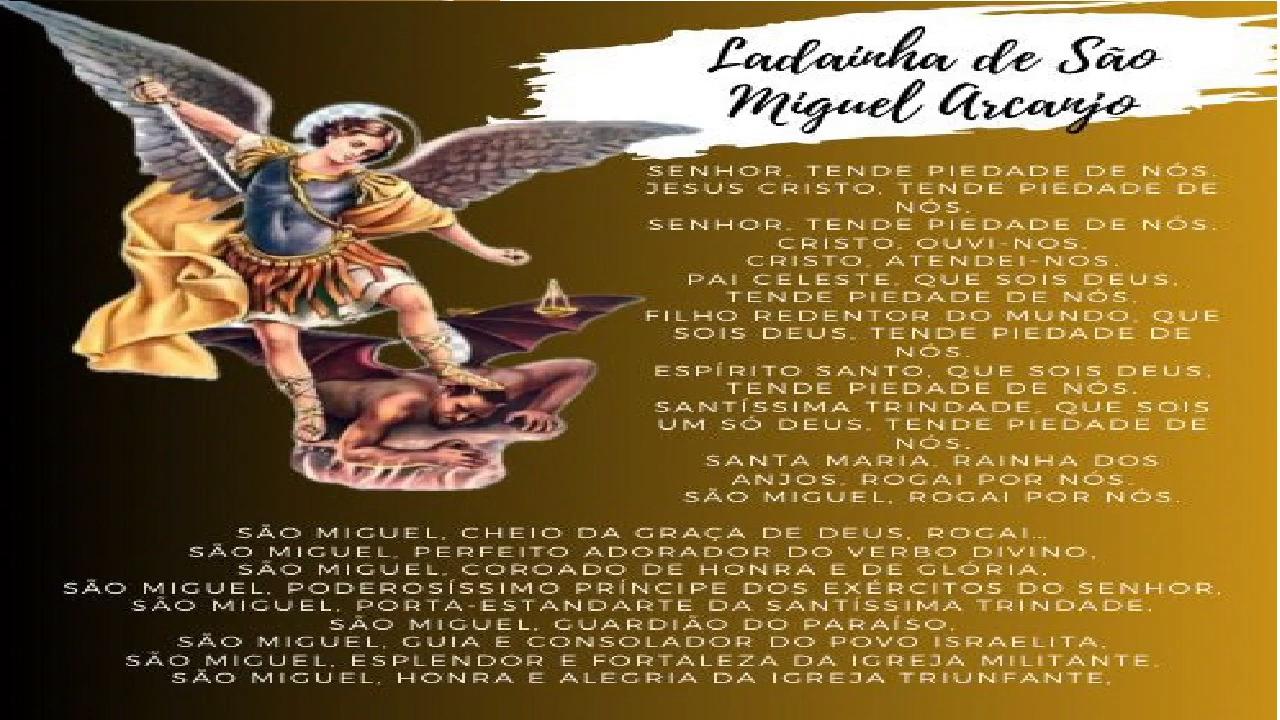 Ladainha de São
Miguel Arcanjo
SENHOR, TENDE PIEDADE DE NÓS.
JESUS CRISTO, TENDE PIEDADE DE
NÓS.
SENHOR, TENDE PIEDADE DE NÓS.
CRISTO, OUVI-NOS.
CRISTO, ATENDEI-NOS.
PAI CELESTE, QUE SOIS DEUS,
TENDE PIEDADE DE NÓS.
FILHO REDENTOR DO MUNDO, QUE
SOIS DEUS, TENDE PIEDADE DE
NÓS.
ESPÍRITO SANTO, QUE SOIS DEUS,
TENDE PIEDADE DE NÓS.
SANTÍSSIMA TRINDADE, QUE SOIS
UM SÓ DEUS, TENDE PIEDADE DE
NÓS.
SANTA MARIA, RAINHA DOS
ANJOS, ROGAI POR NÓS.
SÃO MIGUEL, ROGAI POR NÓS.
SÃO MIGUEL, CHEIO DA GRAÇA DE DEUS, ROGAI...
SÃO MIGUEL, PERFEITO ADORADOR DO VERBO DIVINO,
SÃO MIGUEL, COROADO DE HONRA E DE GLÓRIA,
SÃO MIGUEL, PODEROSÍSSIMO PRÍNCIPE DOS EXÉRCITOS DO SENHOR,
SÃO MIGUEL, PORTA-ESTANDARTE DA SANTÍSSIMA TRINDADE,
SÃO MIGUEL, GUARDIÃO DO PARAÍSO,
SÃO MIGUEL, GUIA E CONSOLADOR DO POVO ISRAELITA,
SÃO MIGUEL, ESPLENDOR E FORTALEZA DA IGREJA MILITANTE,
SÃO MIGUEL, HONRA E ALEGRIA DA IGREJA TRIUNFANTE,